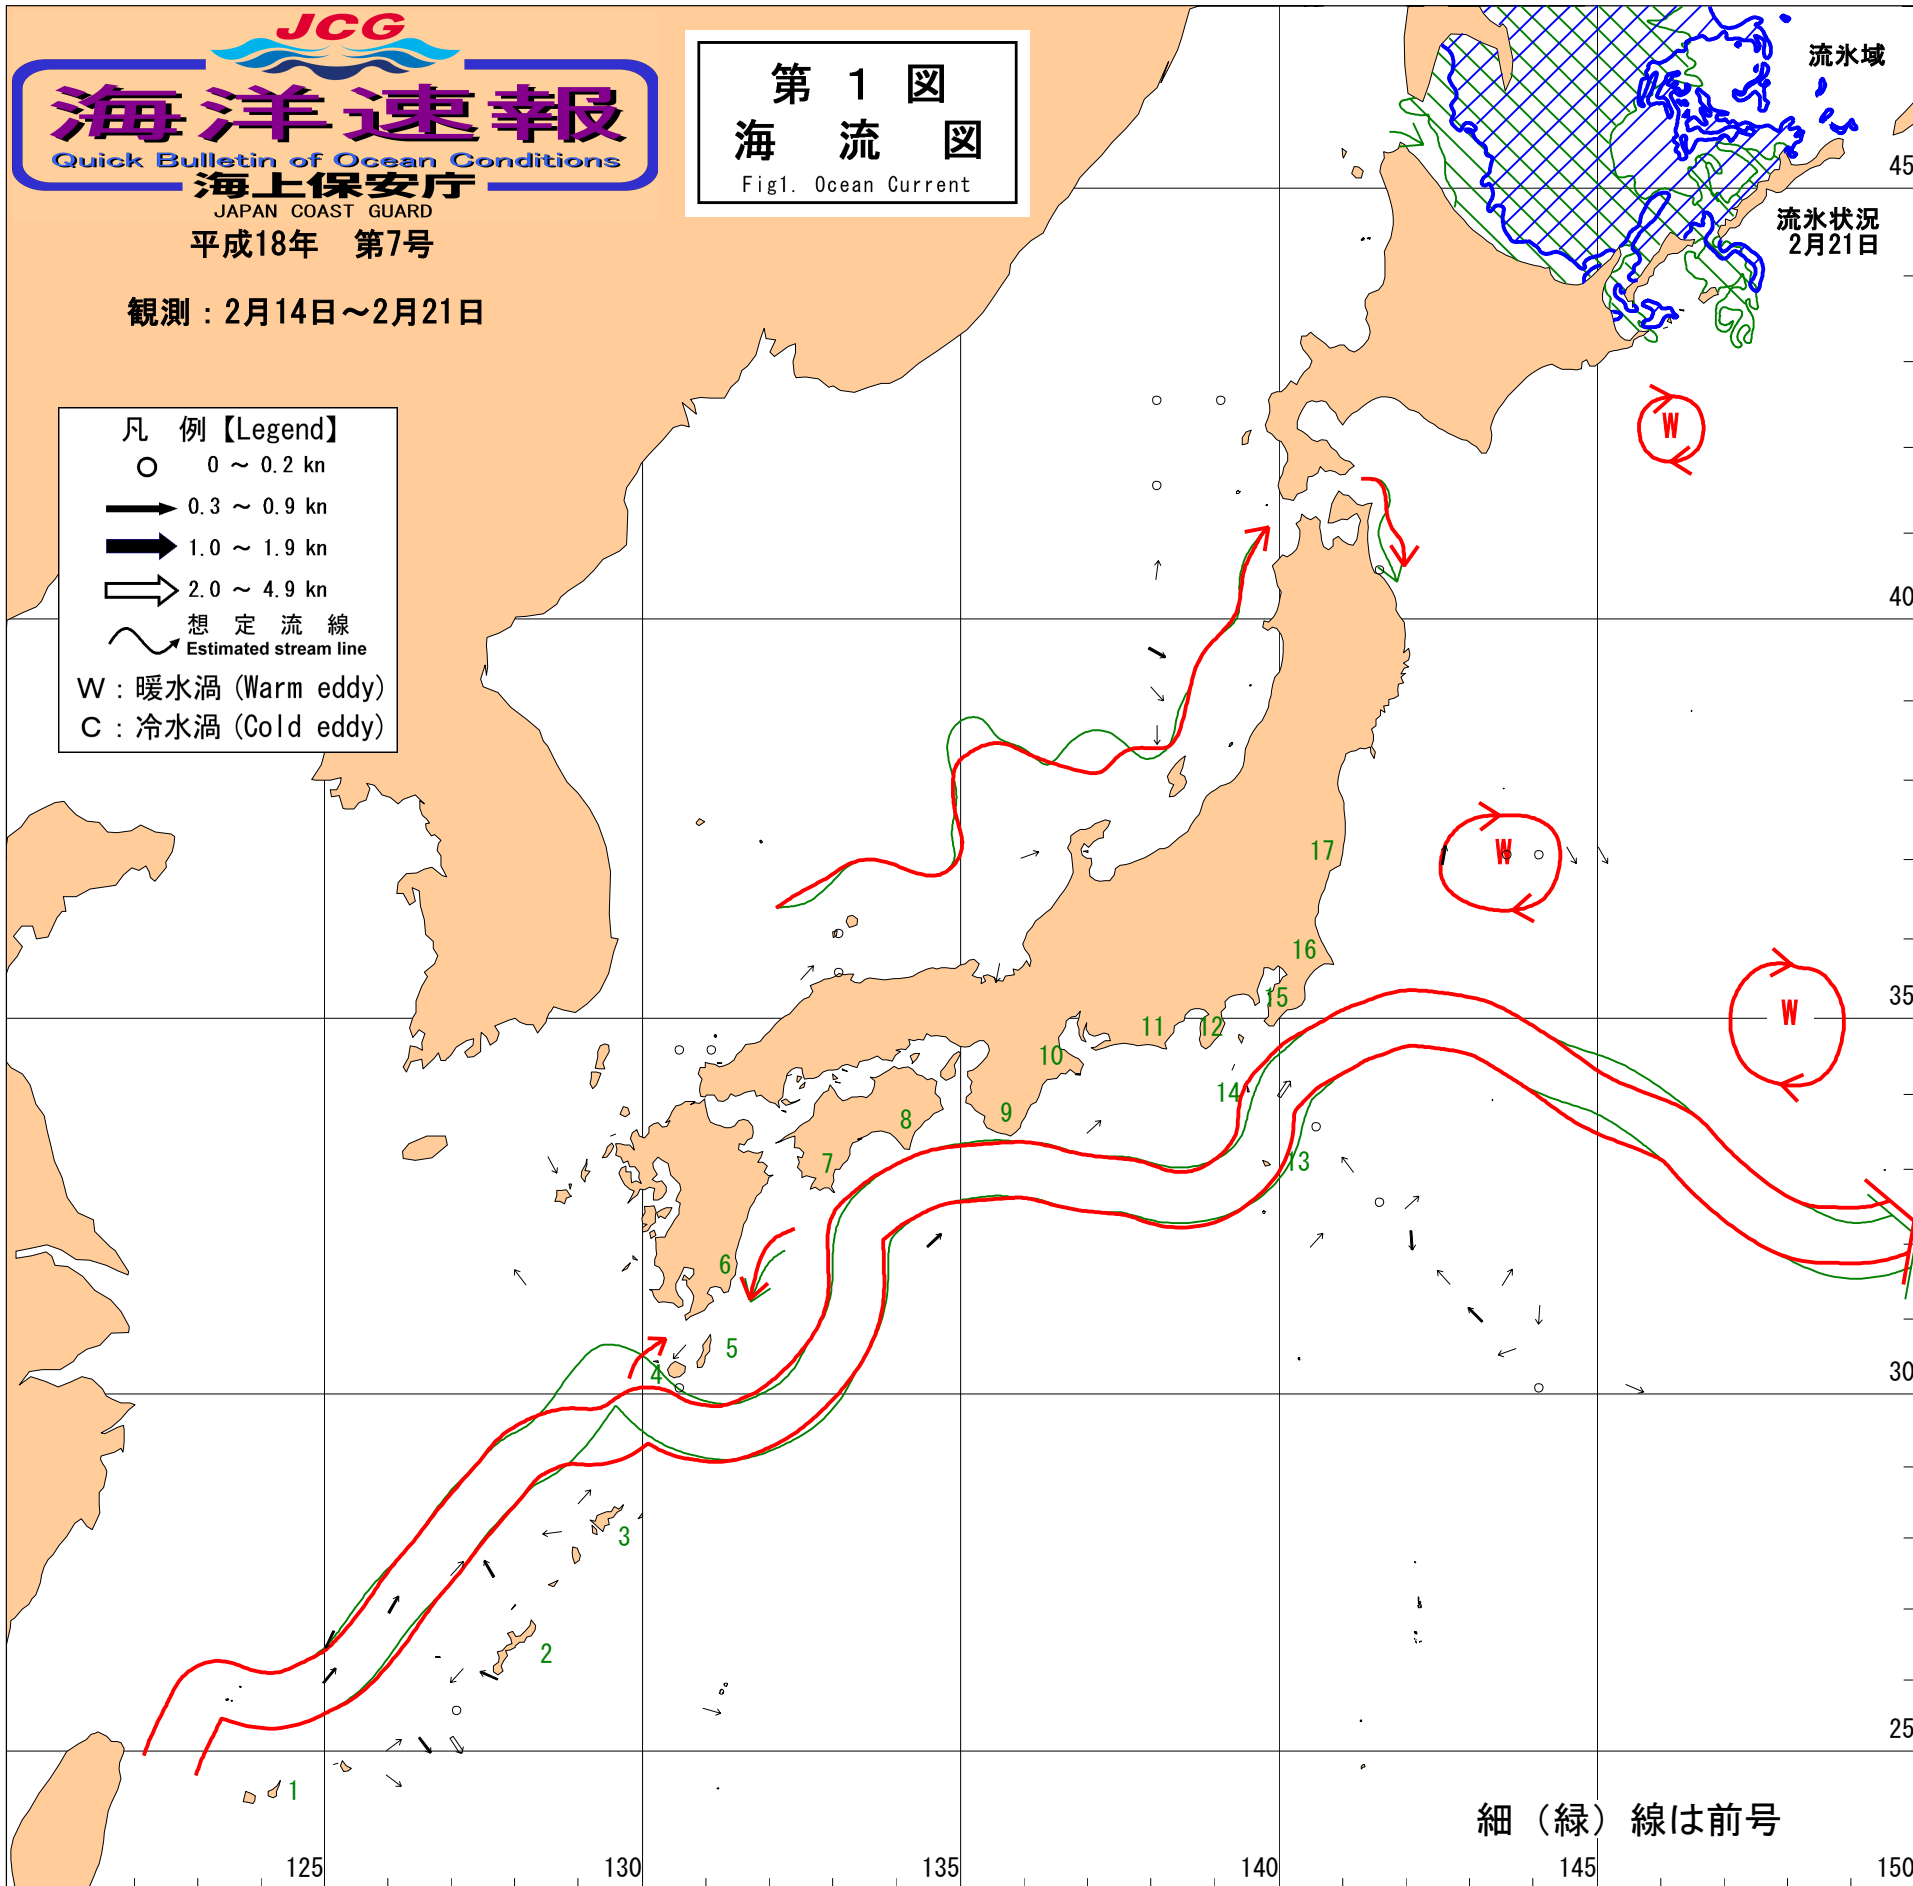 JCG
海洋速報
Quick Bulletin of Ocean Conditions
海上保安庁
JAPAN COAST GUARD
平成18年 第7号
観測：2月14日～2月21日
第 1 図
海 流 図
Fig1. Ocean Current
流氷域
流氷状況
2月21日
凡 例【Legend】
0 ～ 0.2 kn
0.3 ～ 0.9 kn
1.0 ～ 1.9 kn
2.0 ～ 4.9 kn
想 定 流 線
Estimated stream line
W：暖水渦 (Warm eddy)
C：冷水渦 (Cold eddy)
45
W
40
17
W
16
15
35
W
11
12
10
14
9
8
7
13
6
5
4
30
3
2
25
1
細（緑）線は前号
125
130
135
140
145
150